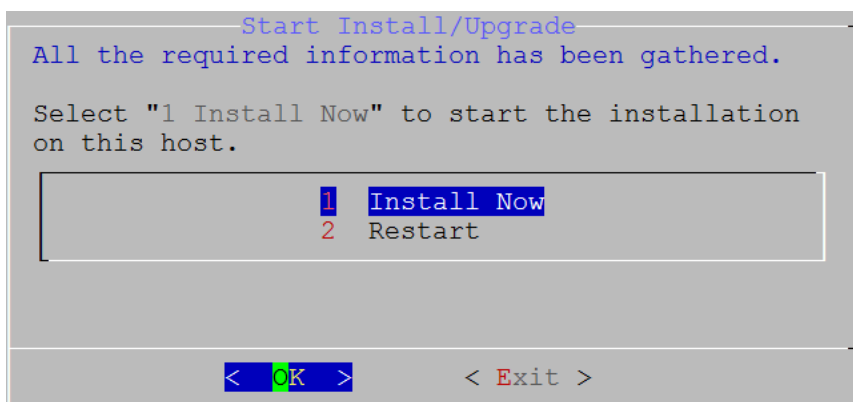 Start Install/Upgrade
All the required information has been gathered.
Select "1 Install Now" to start the installation
on this host.
1 Install Now
2 Restart
< OK > < Exit >